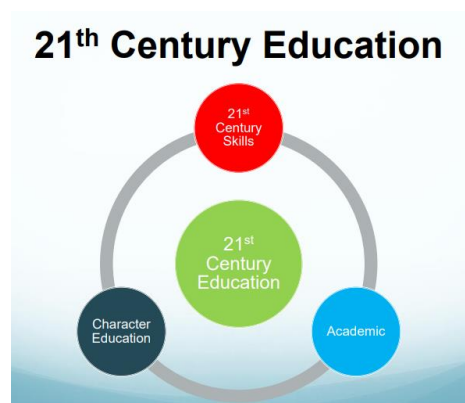 21th Century Education
21st
Century
Skills
21st
Century
Education
Character
Education
Academic